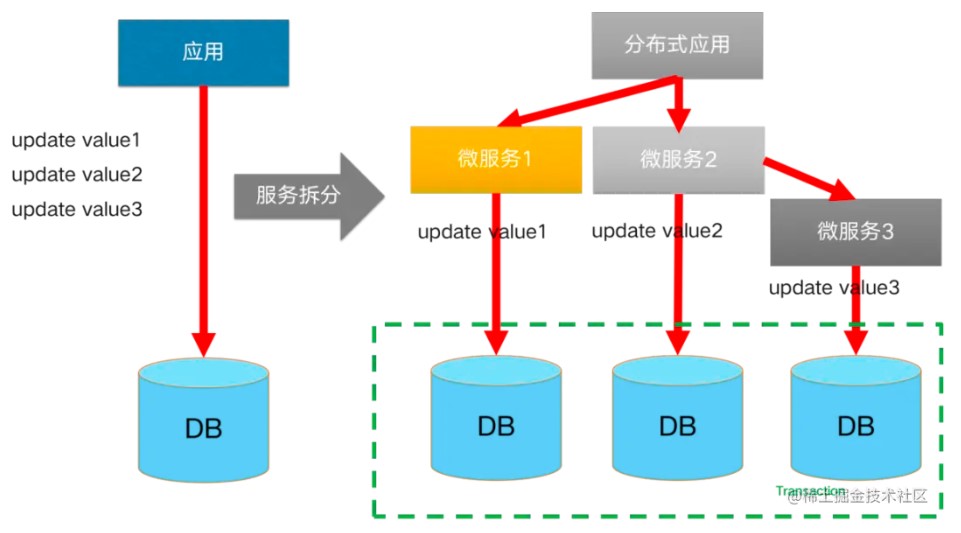 应用
update value1
update value2
update value3
DB
服务拆分
分布式应用
微服务1
微服务2
微服务3
update value1
update value2
update value3
DB
DB
DB
Transaction
@稀土掘金技术社区